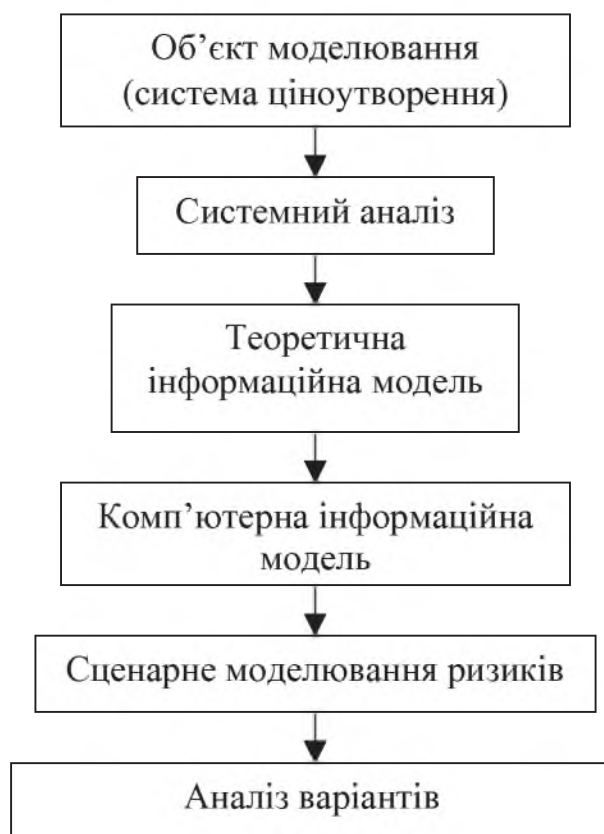 Об’єкт моделювання
(система ціноутворення)
Системний аналіз
Теоретична
інформаційна модель
Комп’ютерна інформаційна
модель
Сценарне моделювання ризиків
Аналіз варіантів